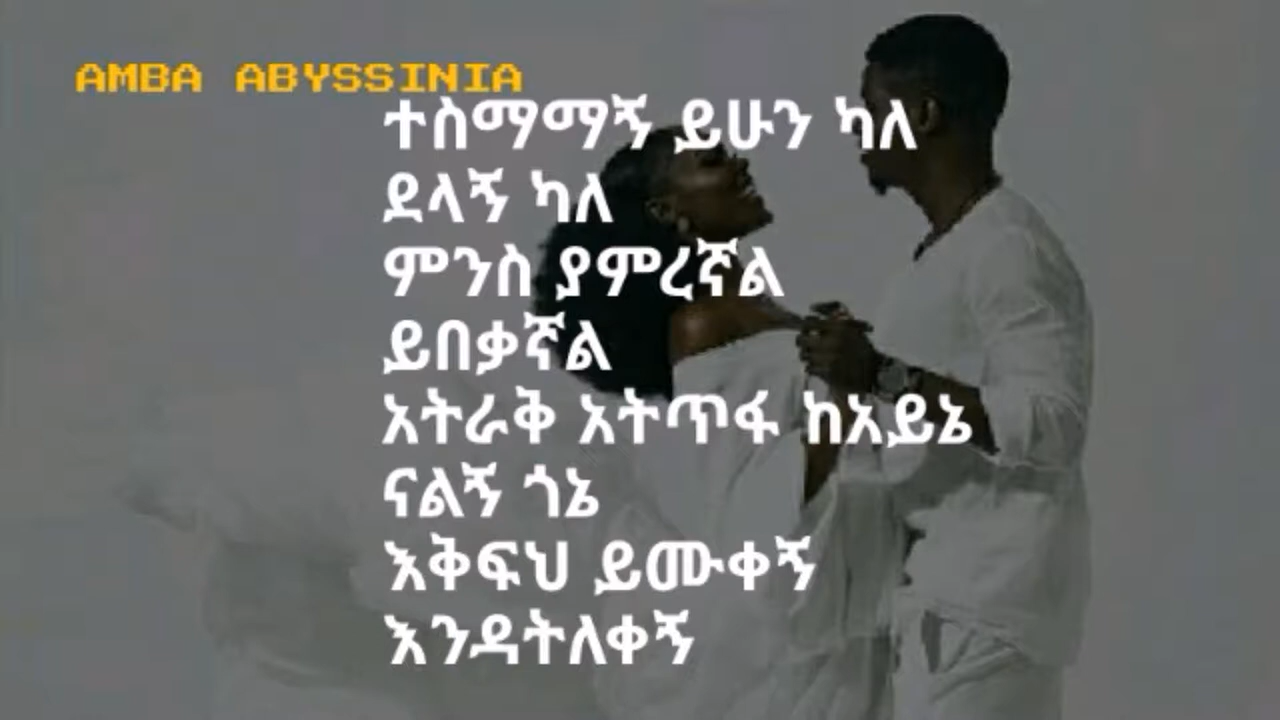 AMBA ABYSSINIA
ተስማማኝ ይሁን ካለ
ደላኝ ካለ
ምንስ ያምረኛል
ይበቃኛል
አትራቅ አትጥፋ ከአይኔ
ናልኝ ጎኔ
እቅፍህ ይሙቀኝ
እንዳትለቀኝ